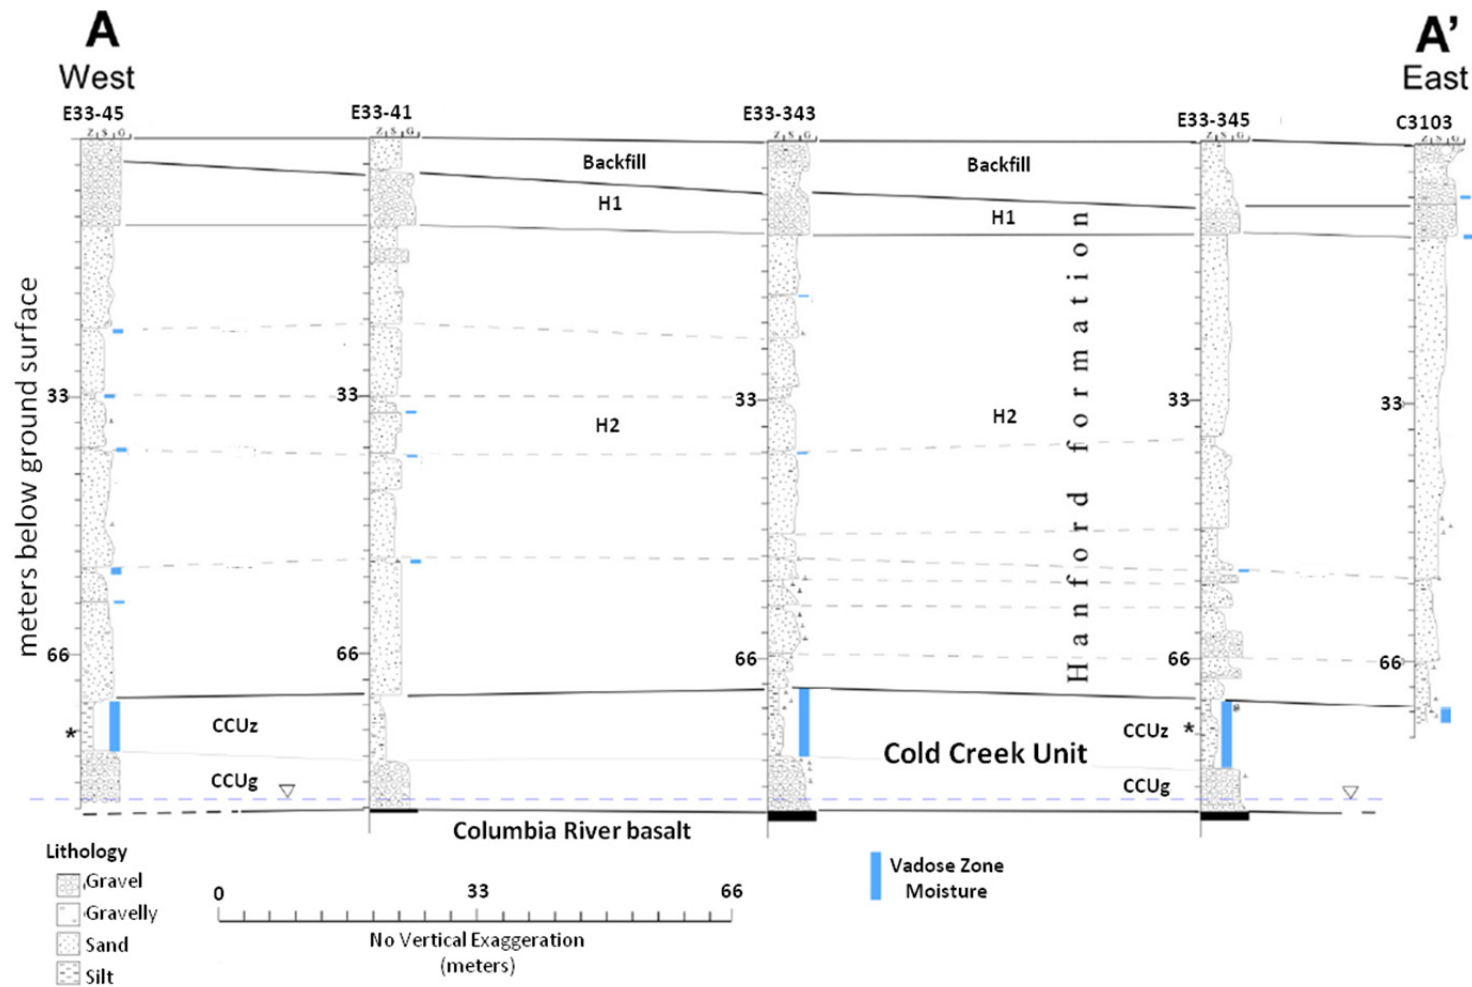 A
West
A’
East
E33-45
E33-41
E33-343
E33-345
C3103
Z S G
Z S G
Z S G
Z S G
Z S G
Backfill
Backfill
H1
H1
H2
H2
33
33
33
33
33
66
66
66
66
66
meters below ground surface
Hanford formation
CCUz
CCUz
*
*
Cold Creek Unit
CCUg
CCUg
Columbia River basalt
Lithology
Gravel
Gravelly
Sand
Silt
0 33 66
No Vertical Exaggeration
(meters)
Vadose Zone
Moisture